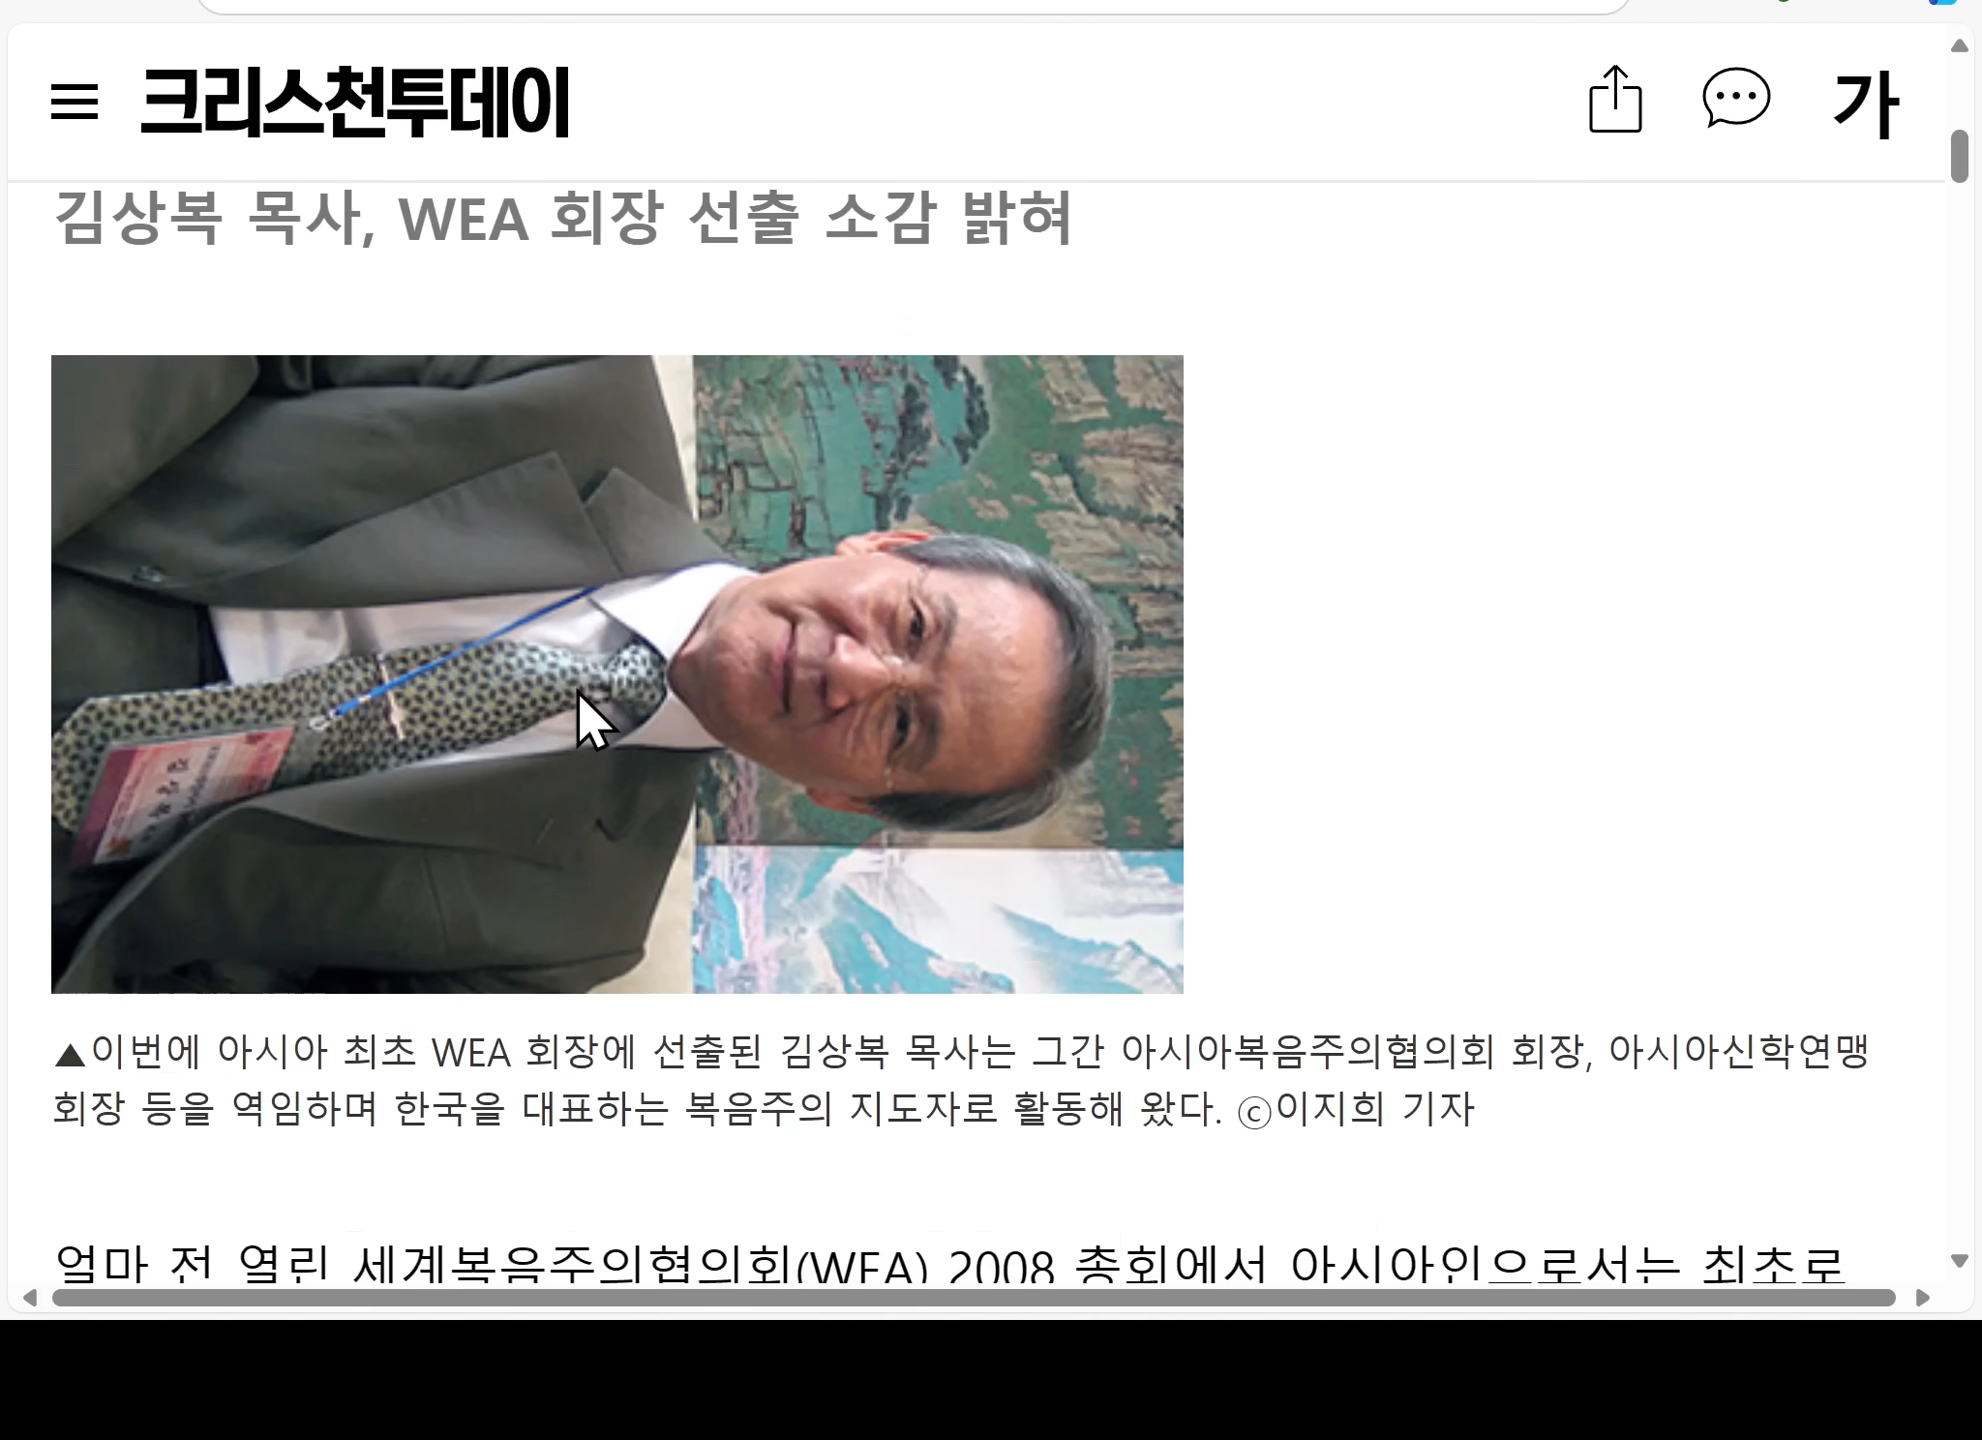 크리스천투데이
가
김상복 목사, WEA 회장 선출 소감 밝혀
▲이번에 아시아 최초 WEA 회장에 선출된 김상복 목사는 그간 아시아복음주의협의회 회장, 아시아신학연맹
회장 등을 역임하며 한국을 대표하는 복음주의 지도자로 활동해 왔다. ⓒ이지희 기자
얼마 전 열린 세계복음주의협의회(WEA) 2008 총회에서 아시아인으로서는 최초로